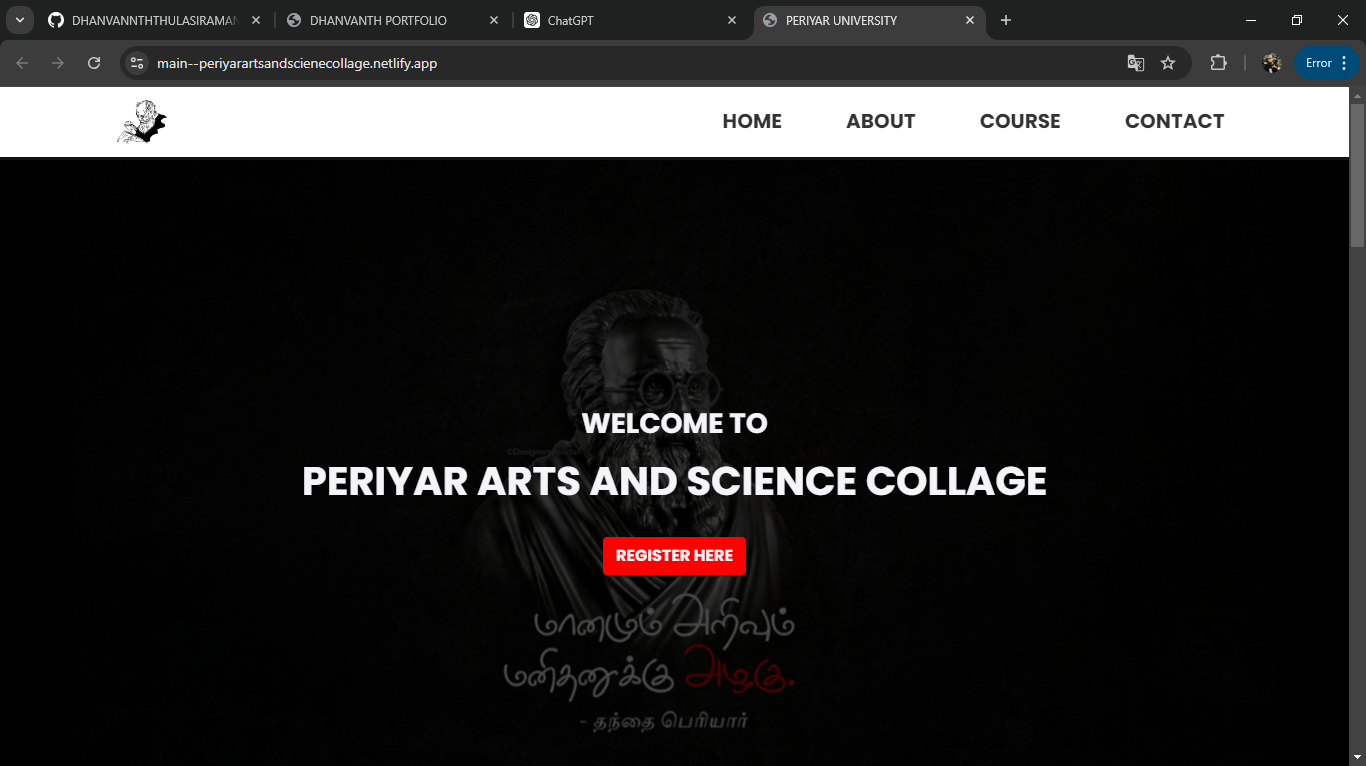 DHANVANNTHTHULASIRAMAN
DHANVANTH PORTFOLIO
ChatGPT
PERIYAR UNIVERSITY
main--periyarartsandscienecollage.netlify.app
Error
HOME
ABOUT
COURSE
CONTACT
WELCOME TO
PERIYAR ARTS AND SCIENCE COLLAGE
REGISTER HERE
மானமும் அறிவும்
மனிதனுக்கு அழகு.
- தந்தை பெரியார்